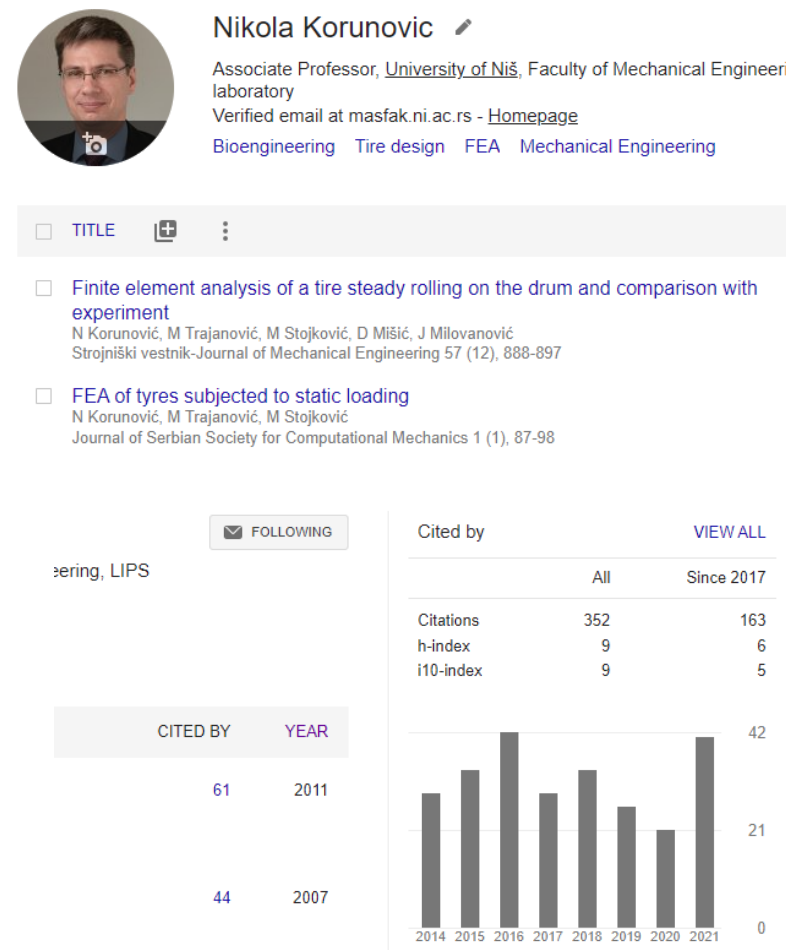 Nikola Korunovic
Associate Professor, University of Niš, Faculty of Mechanical Engineeri
laboratory
Verified email at masfak.ni.ac.rs - Homepage
Bioengineering Tire design FEA Mechanical Engineering
TITLE
Finite element analysis of a tire steady rolling on the drum and comparison with
experiment
N Korunović, M Trajanović, M Stojković, D Mišić, J Milovanović
Strojniški vestnik-Journal of Mechanical Engineering 57 (12), 888-897
FEA of tyres subjected to static loading
N Korunović, M Trajanović, M Stojković
Journal of Serbian Society for Computational Mechanics 1 (1), 87-98
FOLLOWING
eering, LIPS
CITED BY YEAR
61 2011
44 2007
Cited by VIEW ALL
All Since 2017
Citations 352 163
h-index 9 6
i10-index 9 5
42
21
0
2014 2015 2016 2017 2018 2019 2020 2021